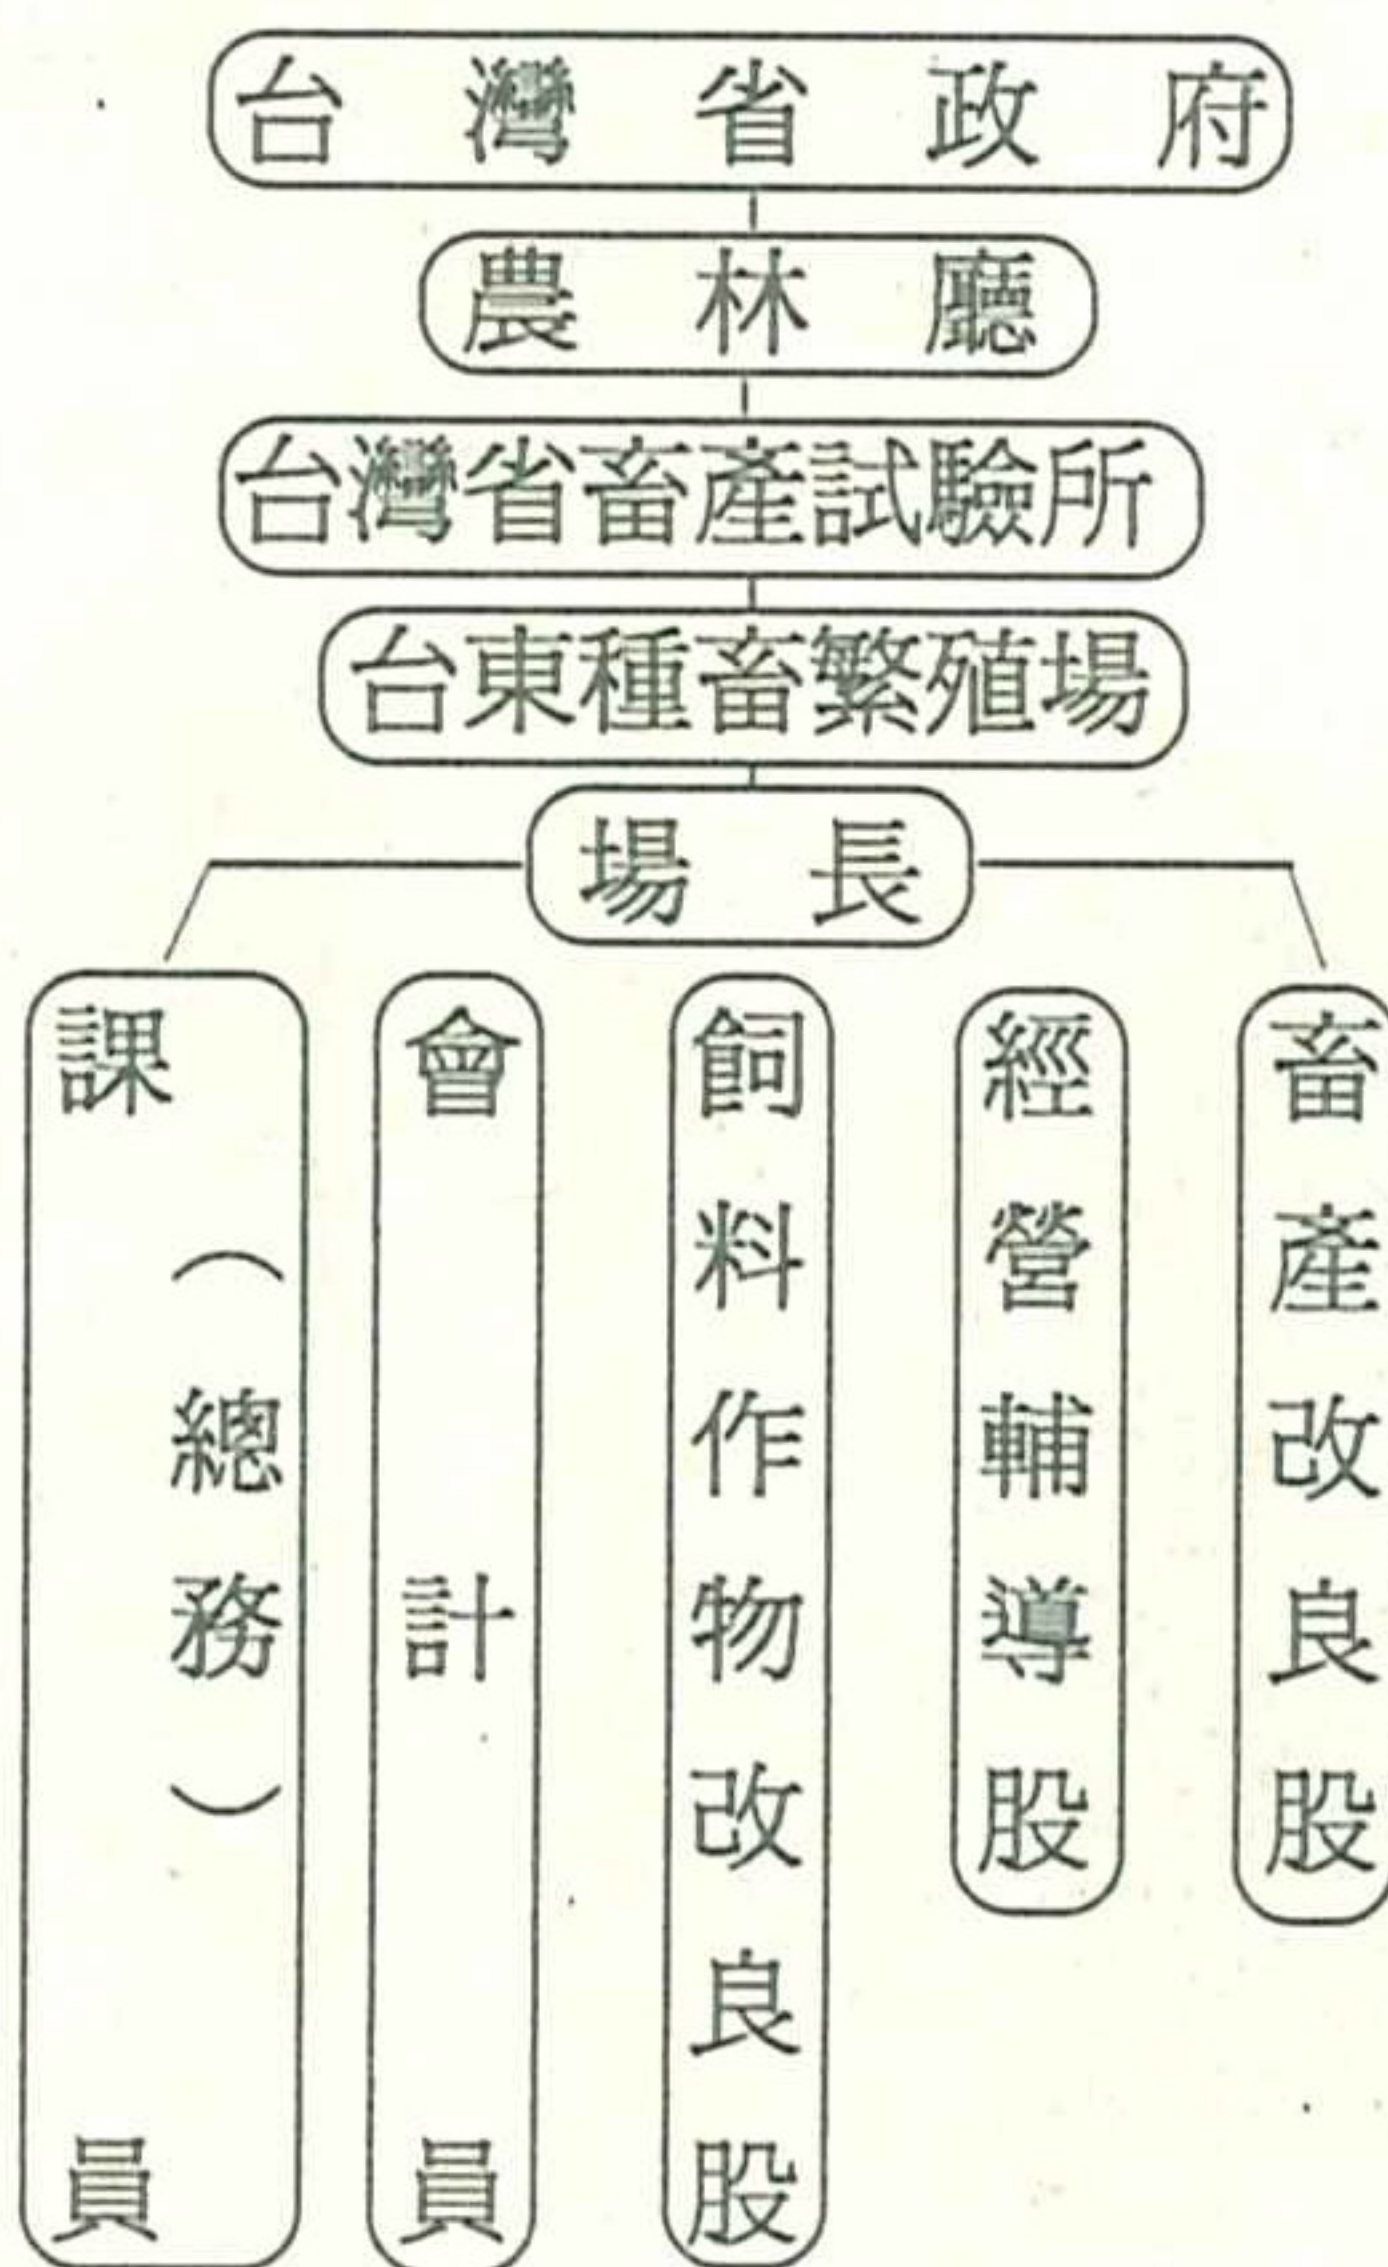 台灣省政府
農林廳
台灣省畜產試驗所
台東種畜繁殖場
場長
畜產改良股
經營輔導股
飼料作物改良股
會計員
課員
（總務）